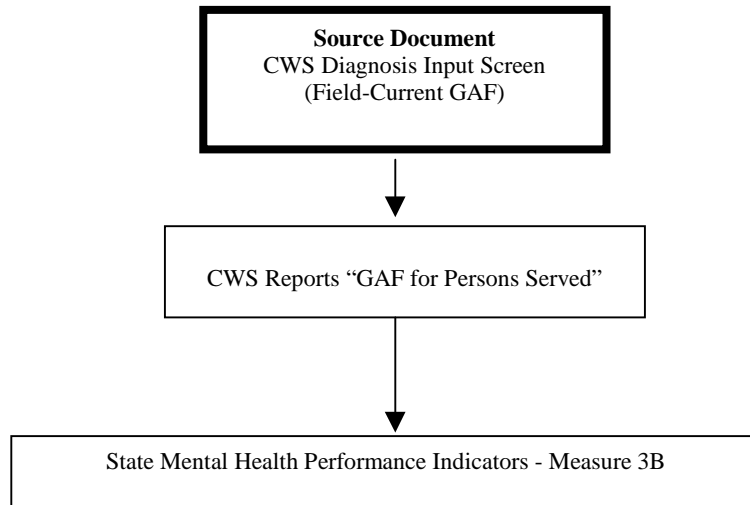 Source Document
CWS Diagnosis Input Screen
(Field-Current GAF)
CWS Reports “GAF for Persons Served”
State Mental Health Performance Indicators - Measure 3B